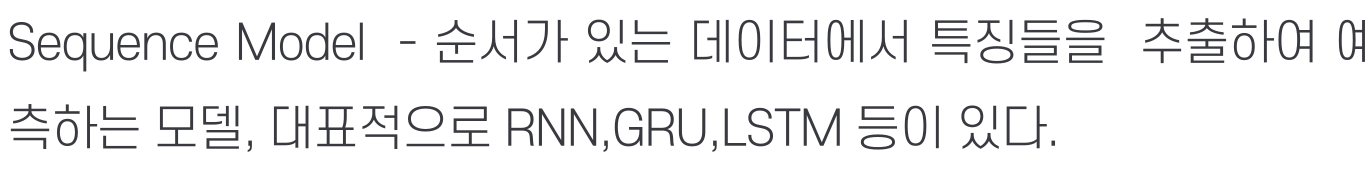 Sequence Model - 순서가 있는 데이터에서 특징들을 추출하여 예
측하는 모델, 대표적으로 RNN,GRU,LSTM 등이 있다.